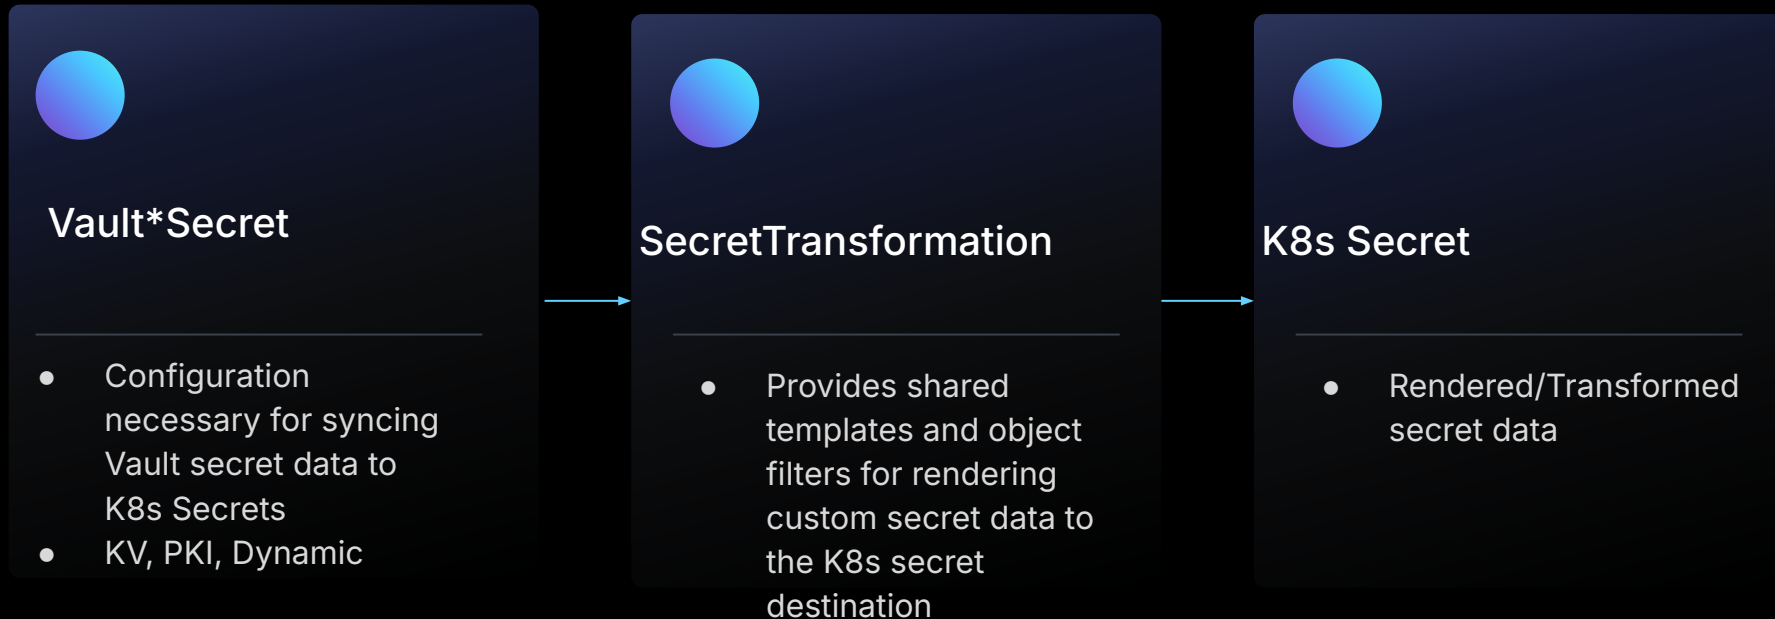 Vault*Secret
● Configuration
necessary for syncing
Vault secret data to
K8s Secrets
● KV, PKI, Dynamic
SecretTransformation
● Provides shared
templates and object
filters for rendering
custom secret data to
the K8s secret
destination
K8s Secret
● Rendered/Transformed
secret data